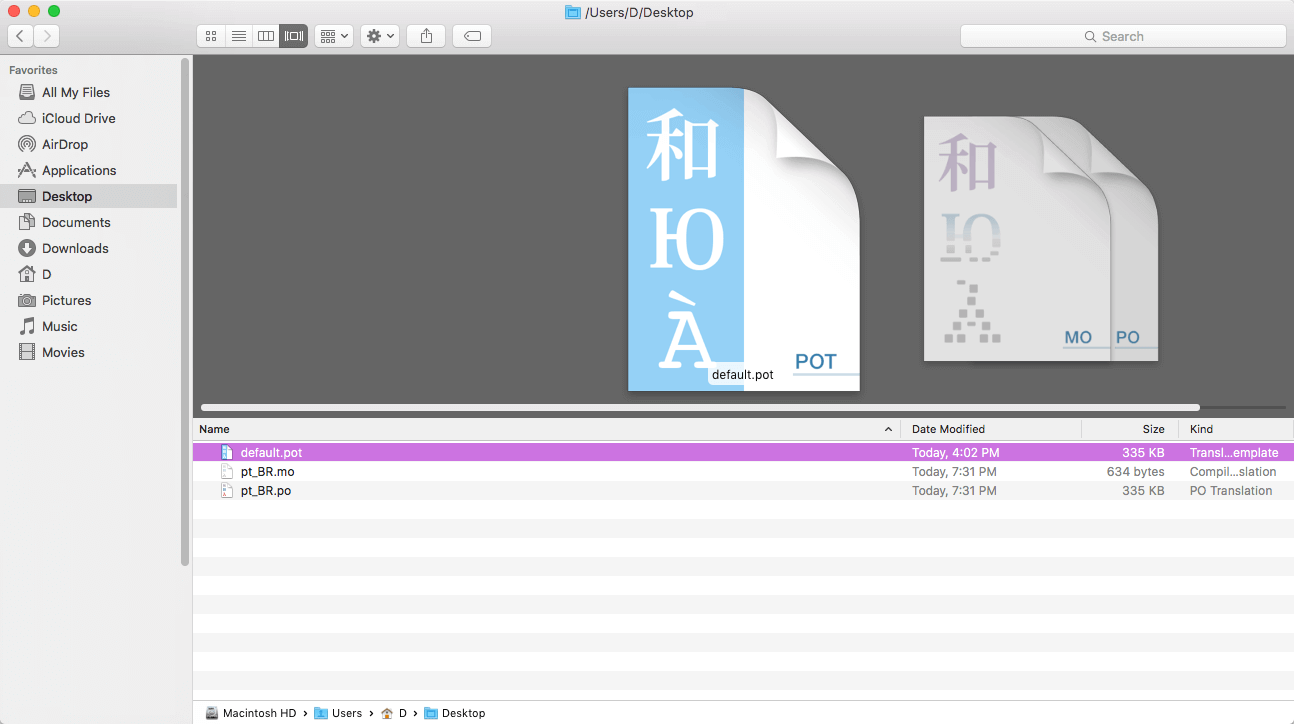 /Users/D/Desktop
Search
Favorites
All My Files
iCloud Drive
AirDrop
Applications
Desktop
Documents
Downloads
D
Pictures
Music
Movies
和
Ю
À
POT
default.pot
和
Ю
A
MO
PO
Name Date Modified Size Kind
default.pot Today, 4:02 PM 335 KB Transl...emplate
pt_BR.mo Today, 7:31 PM 634 bytes Compil...slation
pt_BR.po Today, 7:31 PM 335 KB PO Translation
Macintosh HD › Users › D › Desktop